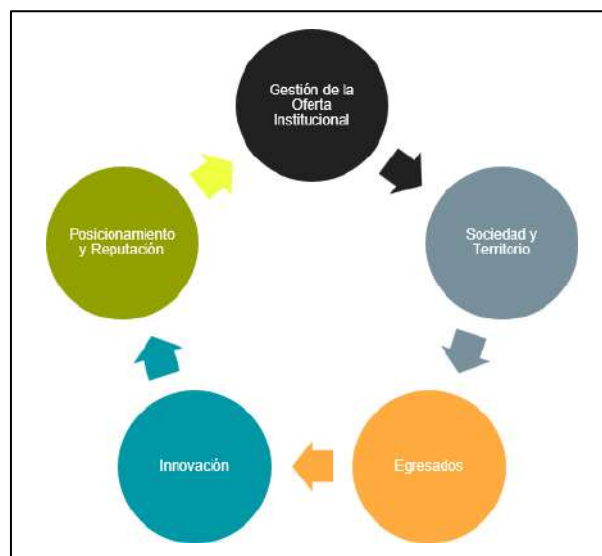 Gestión de la
Oferta
Institucional
Sociedad y
Territorio
Egresados
Innovación
Posicionamiento
y Reputación